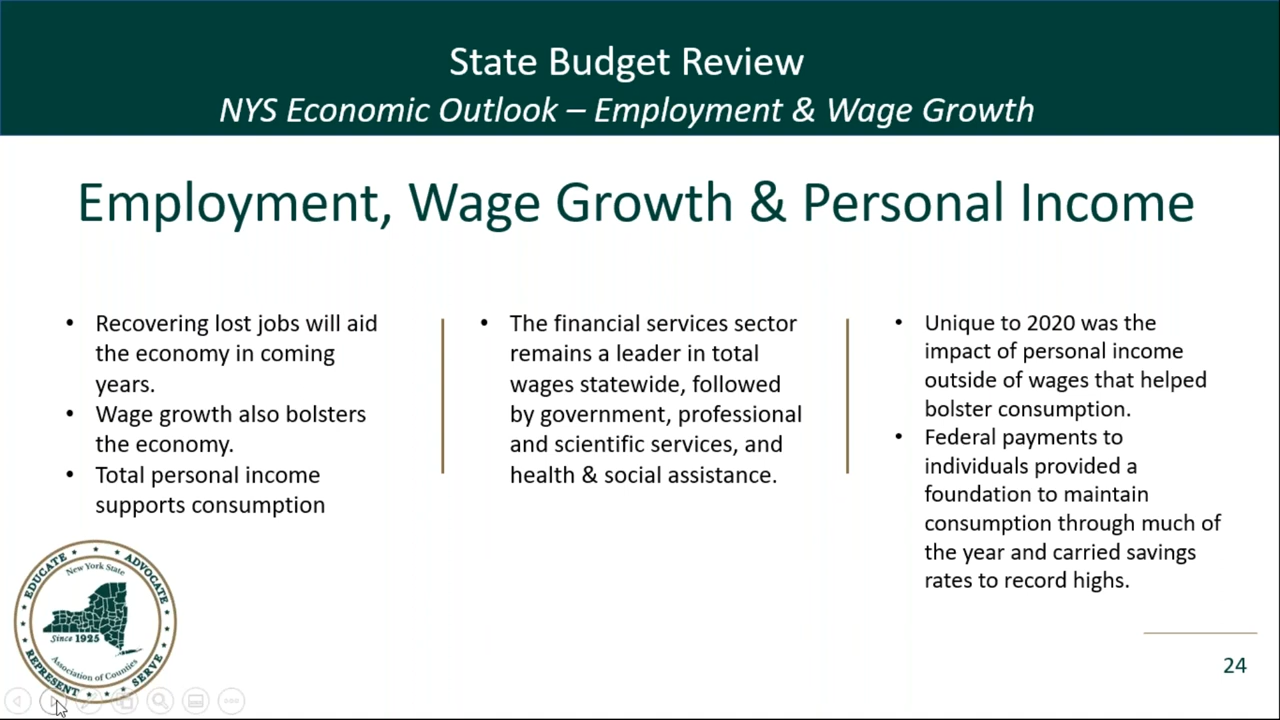 State Budget Review
NYS Economic Outlook – Employment & Wage Growth
Employment, Wage Growth & Personal Income
• Recovering lost jobs will aid
the economy in coming
years.
• Wage growth also bolsters
the economy.
• Total personal income
supports consumption
• The financial services sector
remains a leader in total
wages statewide, followed
by government, professional
and scientific services, and
health & social assistance.
• Unique to 2020 was the
impact of personal income
outside of wages that helped
bolster consumption.
• Federal payments to
individuals provided a
foundation to maintain
consumption through much of
the year and carried savings
rates to record highs.
EDUCATE ADVOCATE
New York State
Since 1925
Association of Counties
REPRESENT SERVE
24